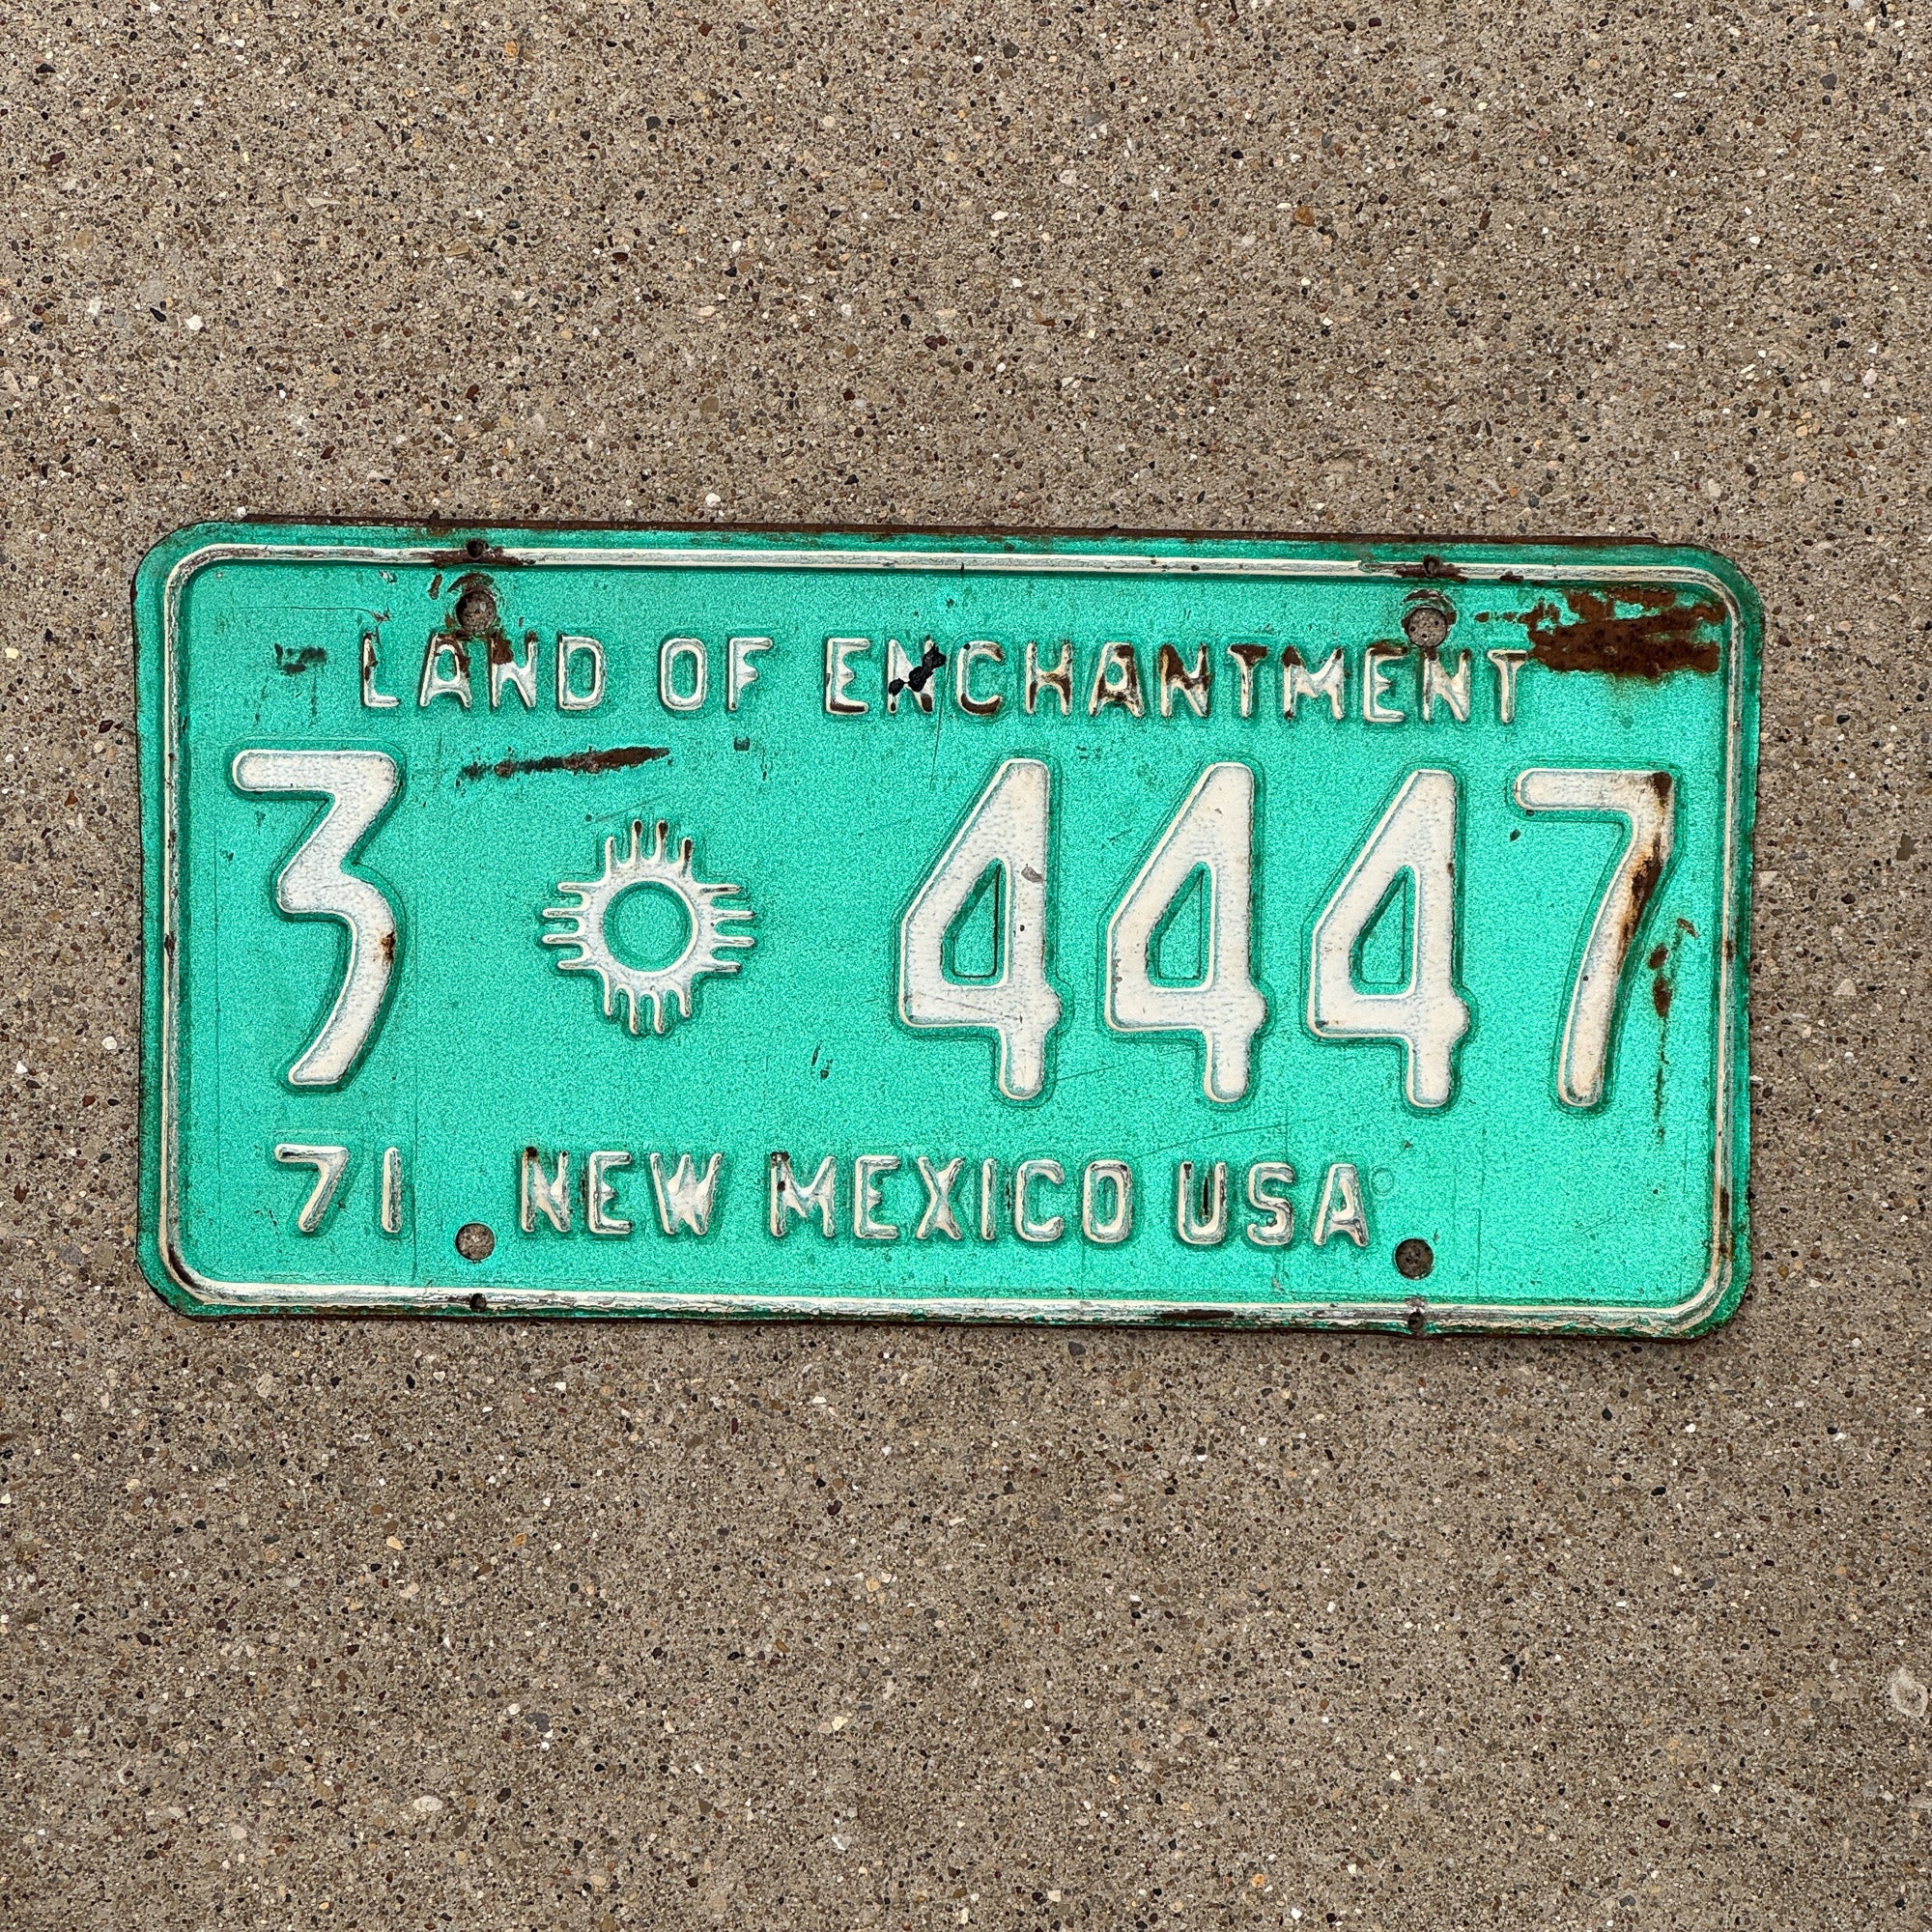 LAND OF ENCHANTMENT
3 4447
71 NEW MEXICO USA